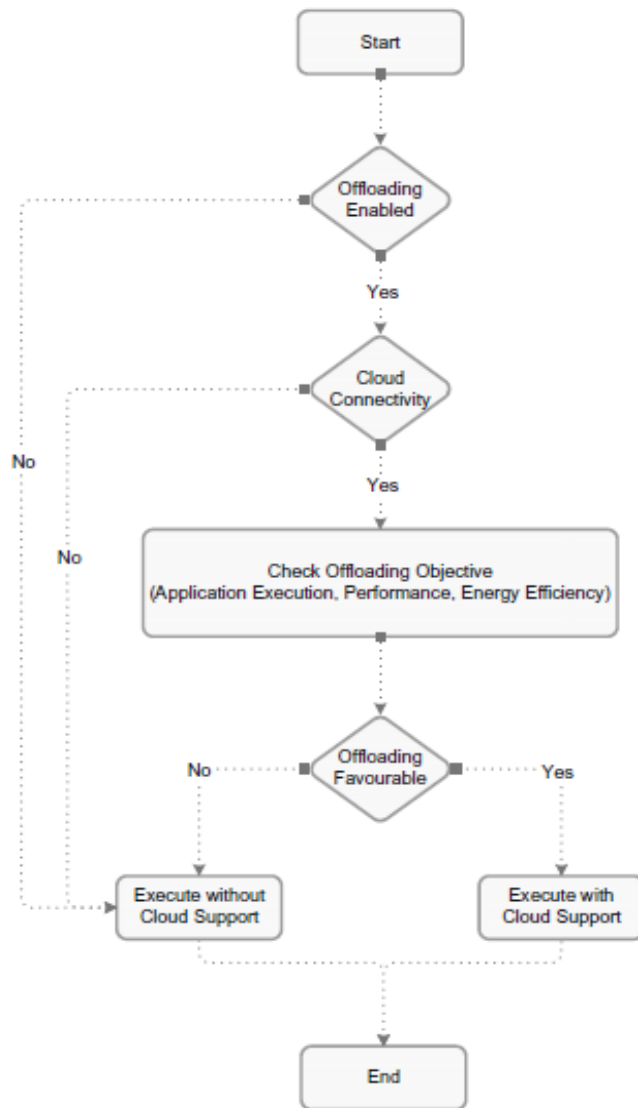 Start
Offloading
Enabled
Yes
Cloud
Connectivity
No
Yes
No
Check Offloading Objective
(Application Execution, Performance, Energy Efficiency)
Offloading
Favourable
No
Yes
Execute without
Cloud Support
Execute with
Cloud Support
End